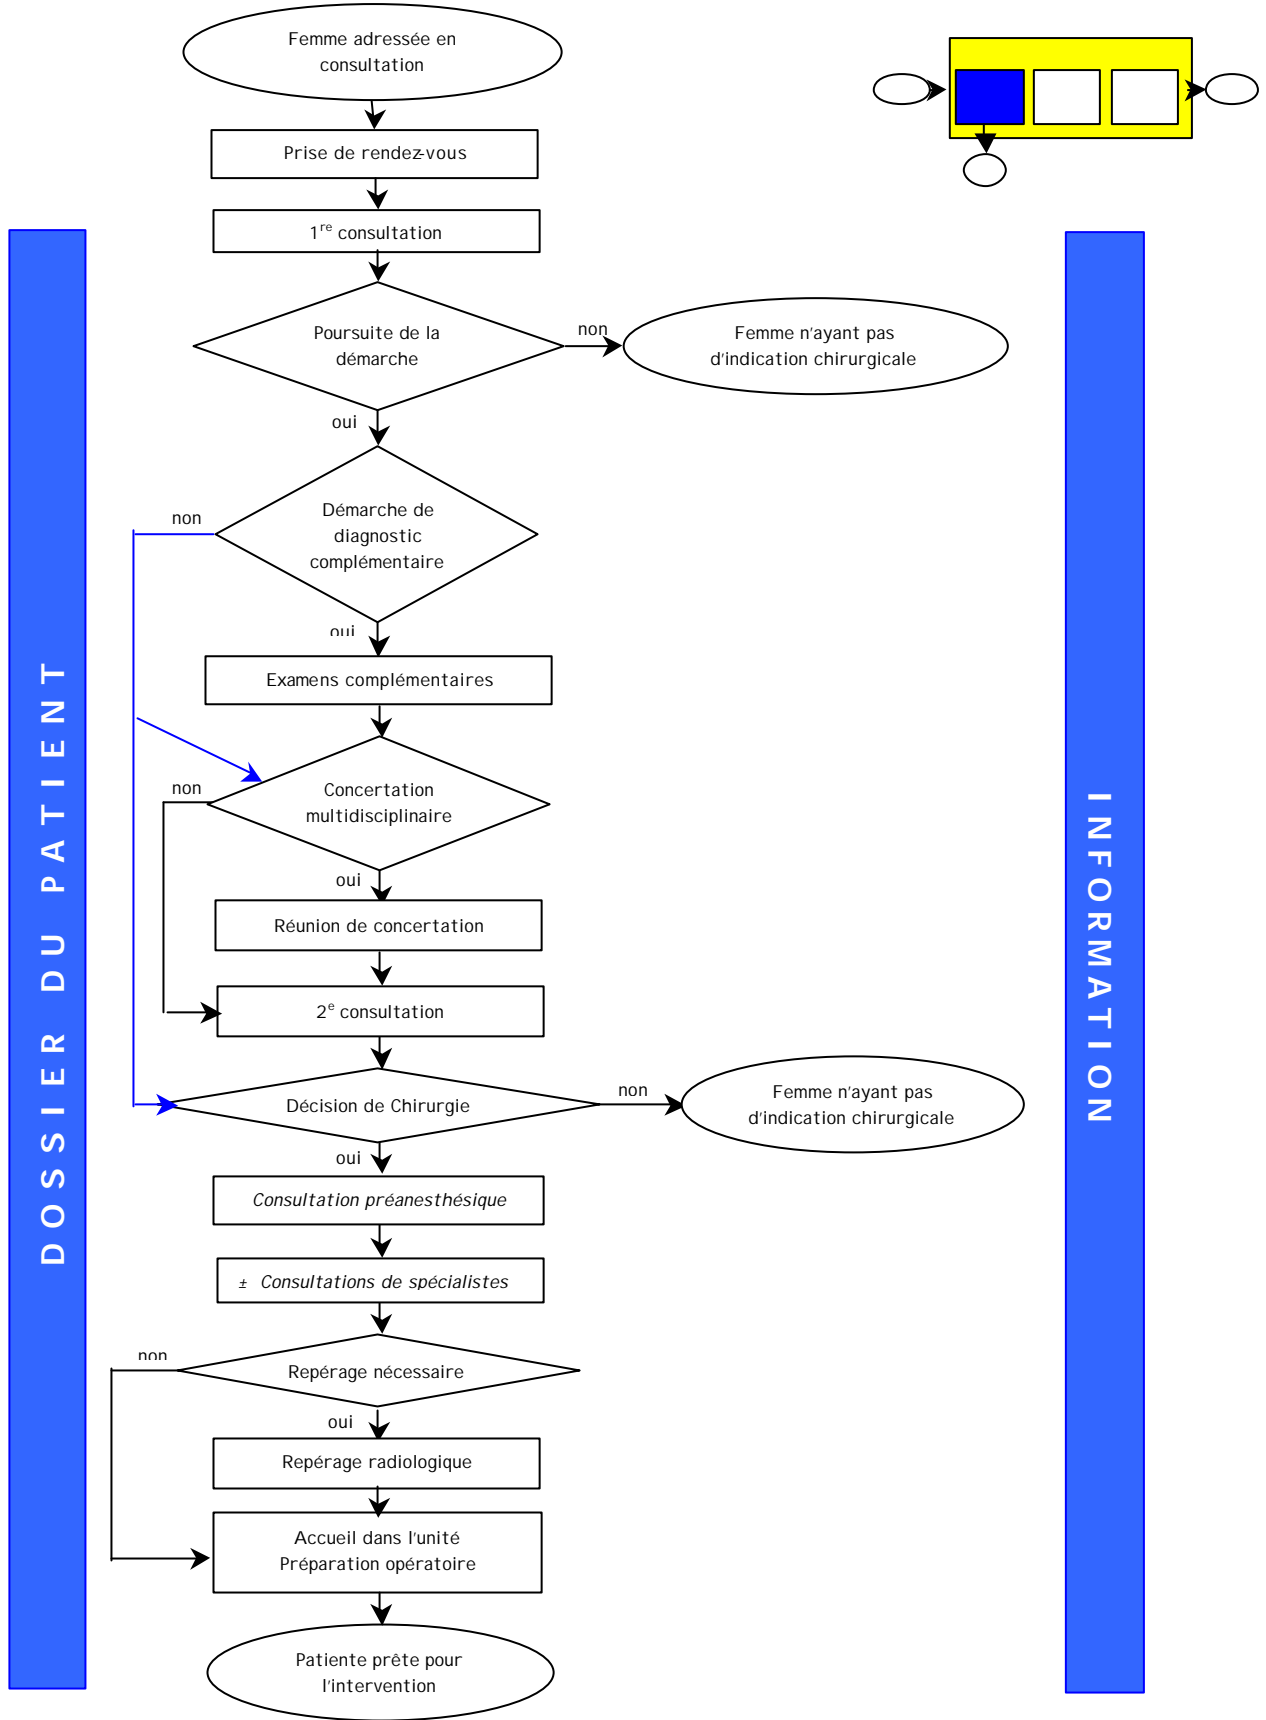 Femme adressée en
consultation
Prise de rendez-vous
1re consultation
Poursuite de la
démarche
non
Femme n'ayant pas
d'indication chirurgicale
oui
Démarche de
diagnostic
complémentaire
non
oui
Examens complémentaires
Concertation
multidisciplinaire
non
oui
Réunion de concertation
2e consultation
Décision de Chirurgie
non
Femme n'ayant pas
d'indication chirurgicale
oui
Consultation préanesthésique
± Consultations de spécialistes
Repérage nécessaire
non
oui
Repérage radiologique
Accueil dans l'unité
Préparation opératoire
Patiente prête pour
l'intervention
DOSSIER DU PATIENT
INFORMATION